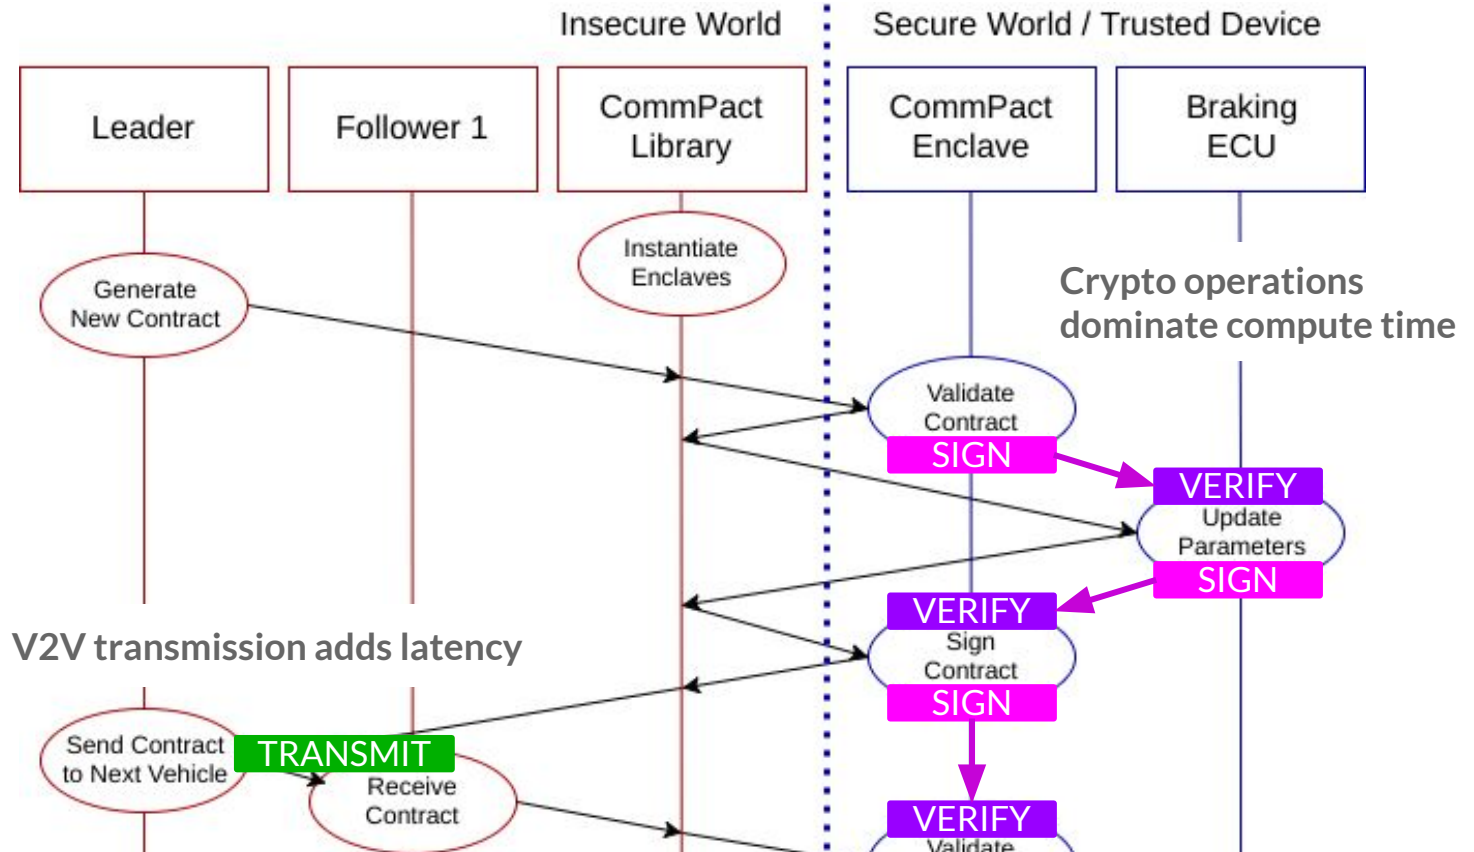 Insecure World
Secure World / Trusted Device
Leader
Follower 1
CommPact
Library
CommPact
Enclave
Braking
ECU
Instantiate
Enclaves
Generate
New Contract
Crypto operations
dominate compute time
Validate
Contract
SIGN
VERIFY
Update
Parameters
SIGN
VERIFY
Sign
Contract
SIGN
V2V transmission adds latency
Send Contract
to Next Vehicle
TRANSMIT
Receive
Contract
VERIFY
Validate